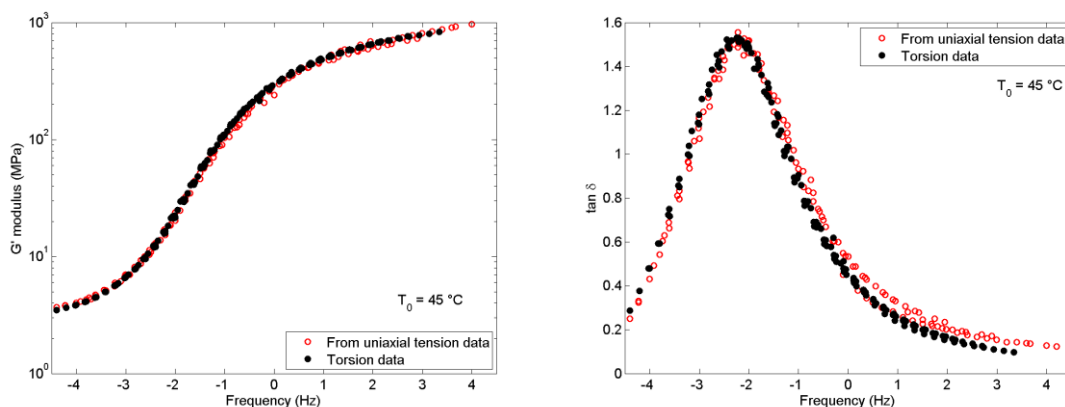 10³
10²
10¹
10⁰
G' modulus (MPa)
-4 -3 -2 -1 0 1 2 3 4
Frequency (Hz)
T₀ = 45 °C
From uniaxial tension data
Torsion data
1.6
1.4
1.2
1
0.8
0.6
0.4
0.2
0
tan δ
-4 -3 -2 -1 0 1 2 3 4
Frequency (Hz)
From uniaxial tension data
Torsion data
T₀ = 45 °C